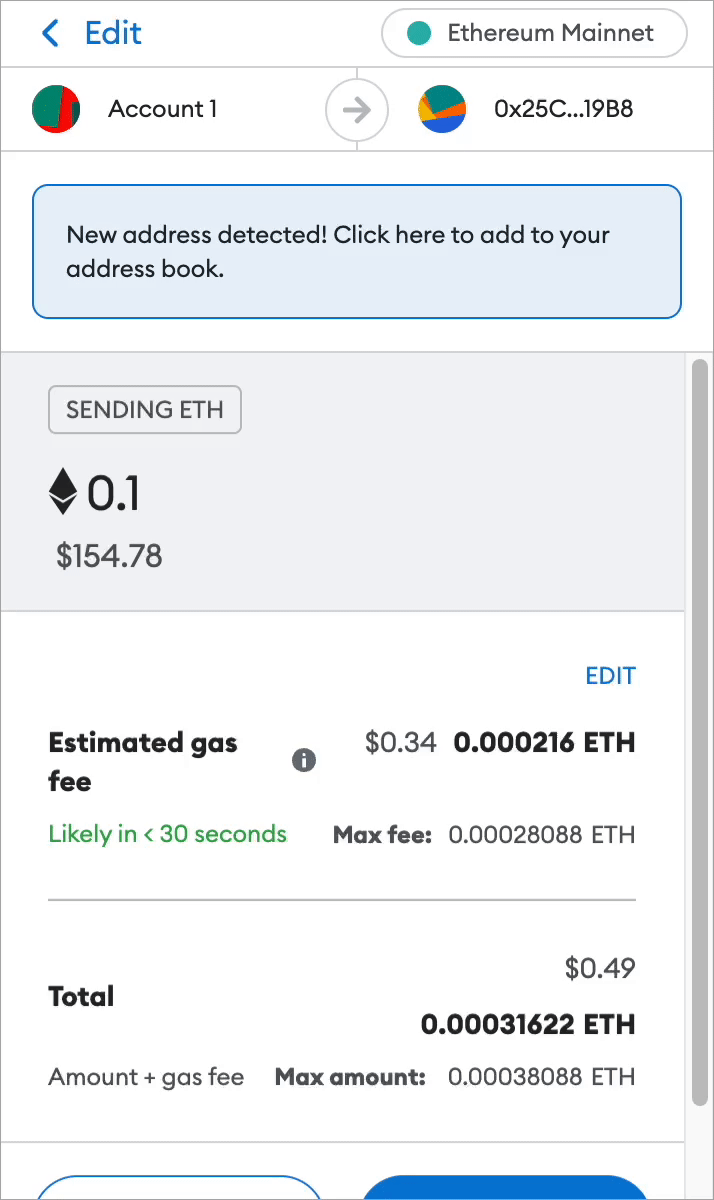 Edit
Ethereum Mainnet
Account 1
0x25C...19B8
New address detected! Click here to add to your
address book.
SENDING ETH
0.1
$154.78
EDIT
Estimated gas
fee
$0.34 0.000216 ETH
Likely in < 30 seconds
Max fee: 0.00028088 ETH
$0.49
Total
0.00031622 ETH
Amount + gas fee
Max amount: 0.00038088 ETH